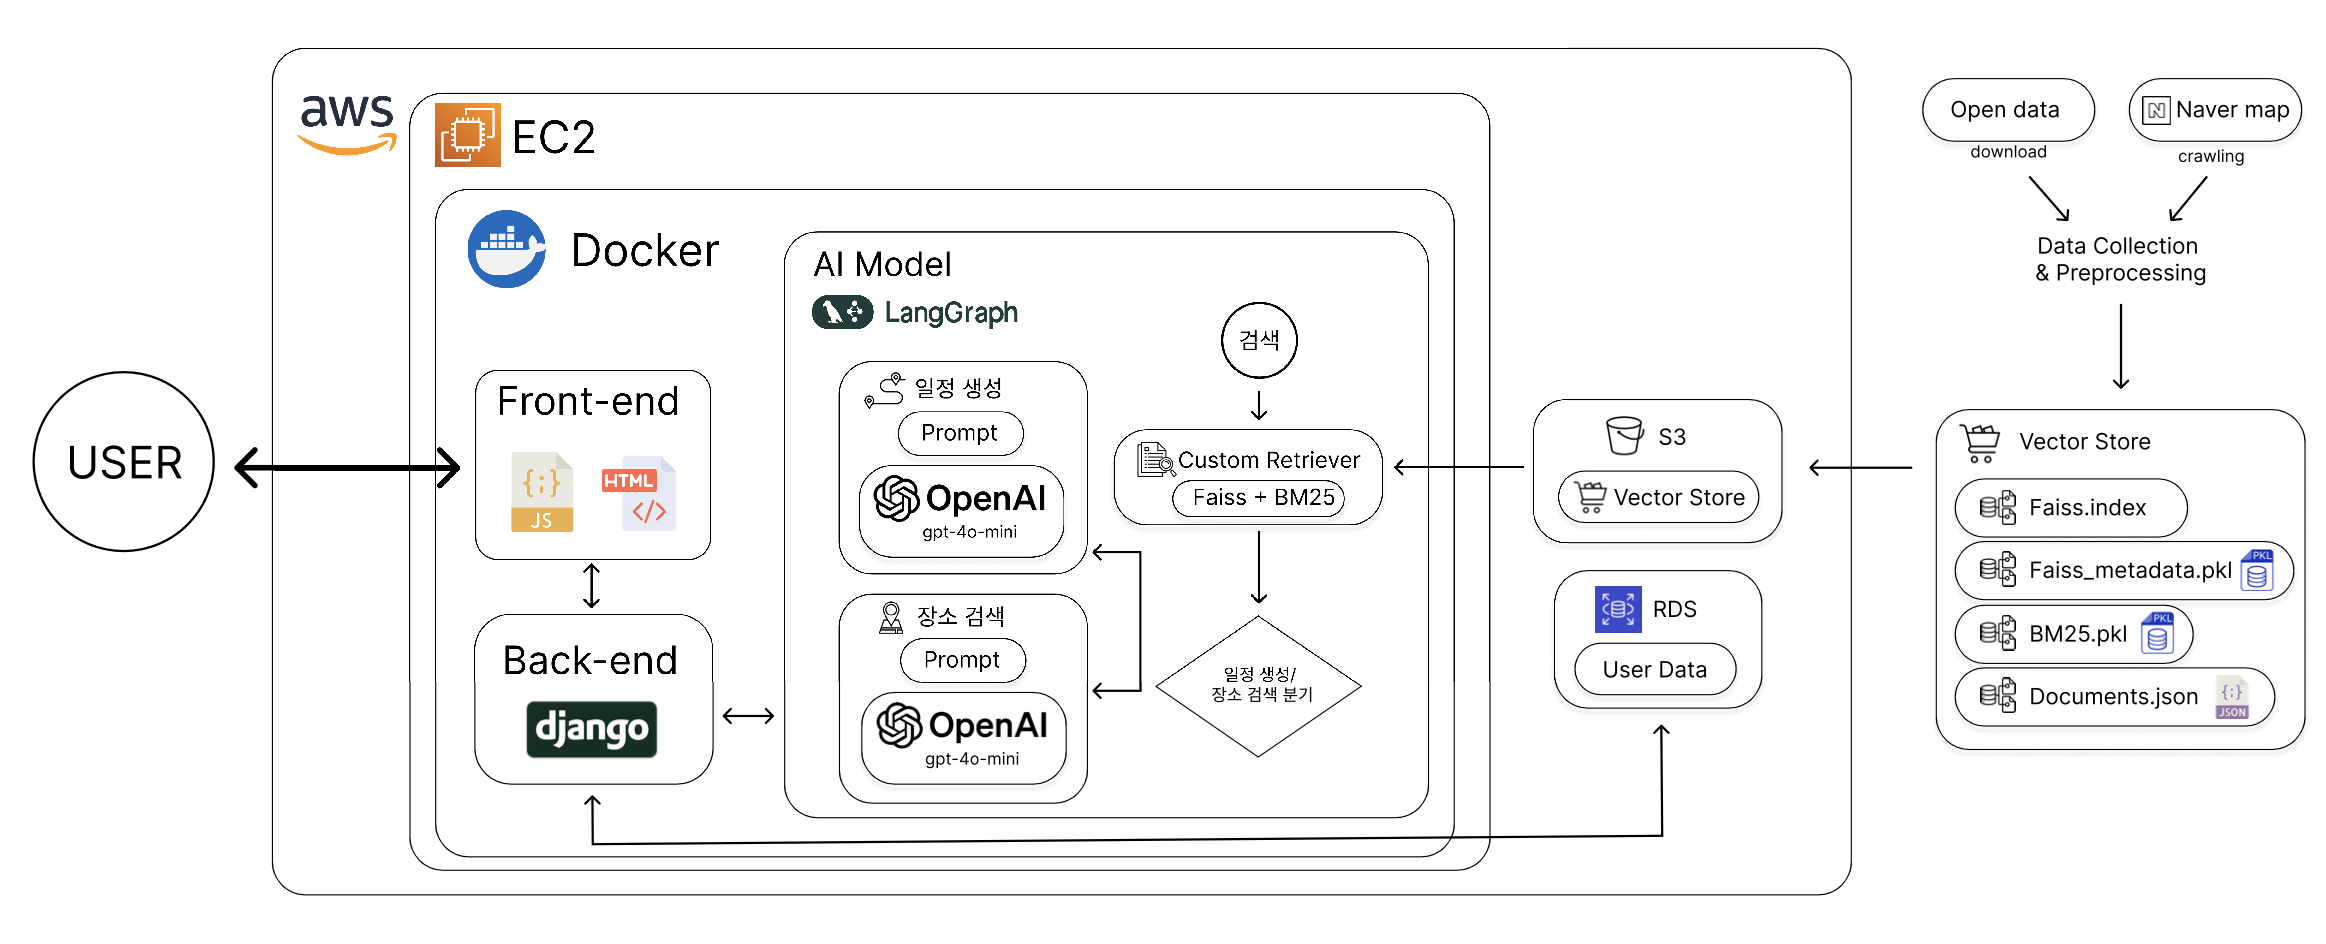 aws
EC2
Docker
AI Model
LangGraph
검색
일정 생성
Prompt
OpenAI
gpt-4o-mini
Custom Retriever
Faiss + BM25
장소 검색
Prompt
OpenAI
gpt-4o-mini
일정 생성/
장소 검색 분기
USER
Front-end
JS
HTML
Back-end
django
S3
Vector Store
RDS
User Data
Open data
download
N
Naver map
crawling
Data Collection
& Preprocessing
Vector Store
Faiss.index
Faiss_metadata.pkl
PKL
BM25.pkl
PKL
Documents.json
JSON